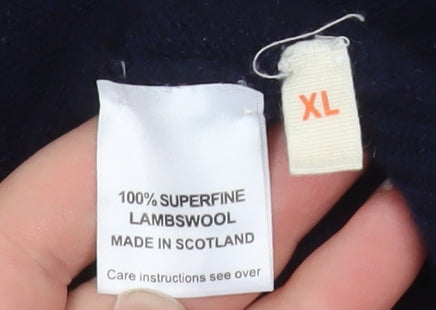 XL
100% SUPERFINE
LAMBSWOOL
MADE IN SCOTLAND
Care instructions see over